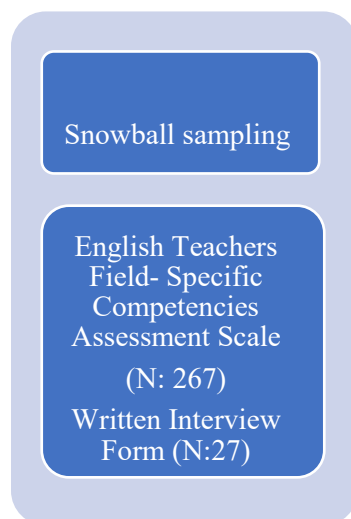 Snowball sampling
English Teachers
Field- Specific
Competencies
Assessment Scale
(N: 267)
Written Interview
Form (N:27)